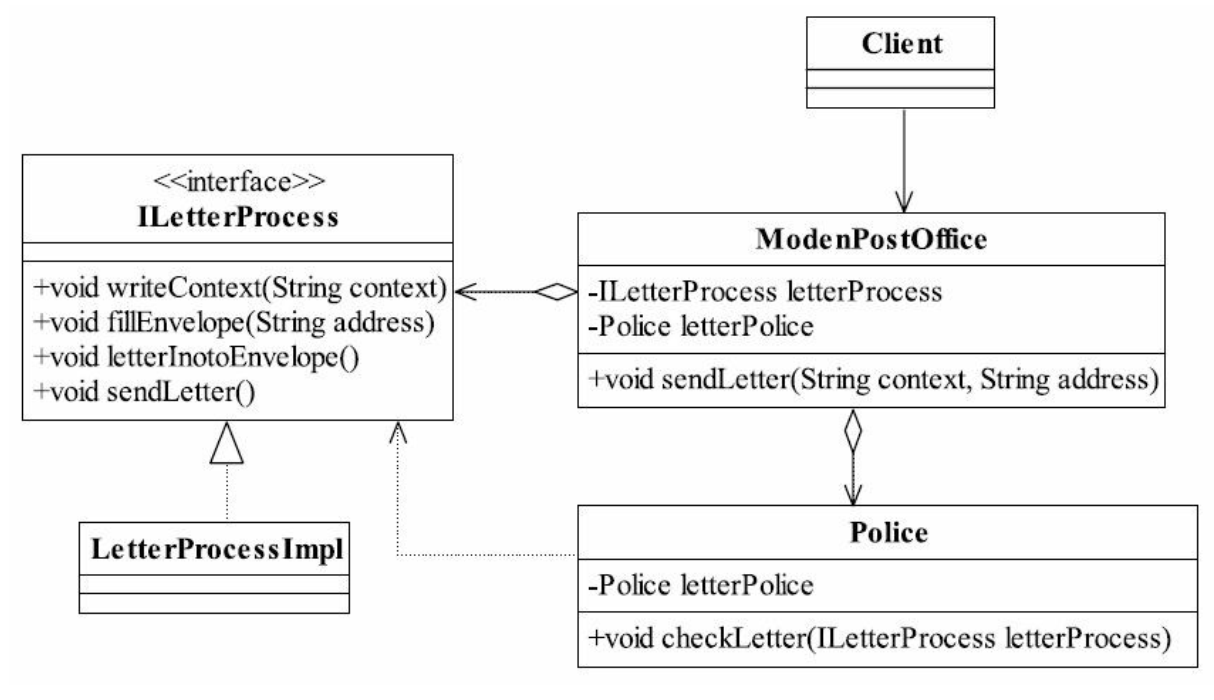 Client
<<interface>>
ILetterProcess
+void writeContext(String context)
+void fillEnvelope(String address)
+void letterInotoEnvelope()
+void sendLetter()
ModenPostOffice
-ILetterProcess letterProcess
-Police letterPolice
+void sendLetter(String context, String address)
LetterProcessImpl
Police
-Police letterPolice
+void checkLetter(ILetterProcess letterProcess)